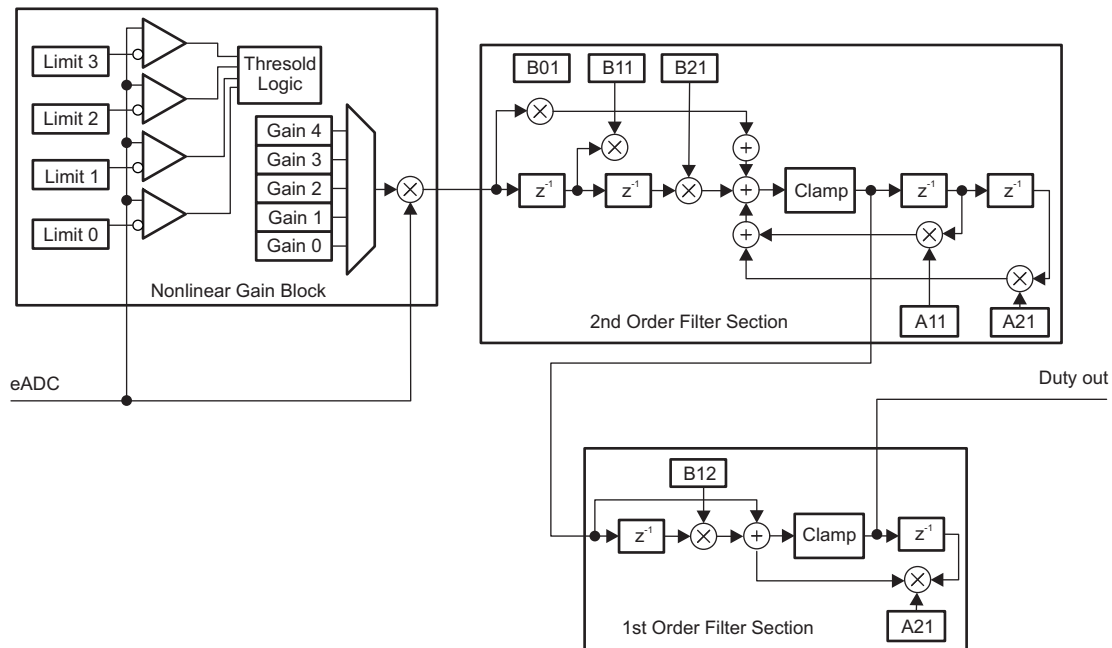 Limit 3
Limit 2
Limit 1
Limit 0
Thresold
Logic
Gain 4
Gain 3
Gain 2
Gain 1
Gain 0
Nonlinear Gain Block
eADC
B01
B11
B21
z-1
z-1
Clamp
z-1
z-1
A11
A21
2nd Order Filter Section
Duty out
B12
z-1
Clamp
z-1
A21
1st Order Filter Section